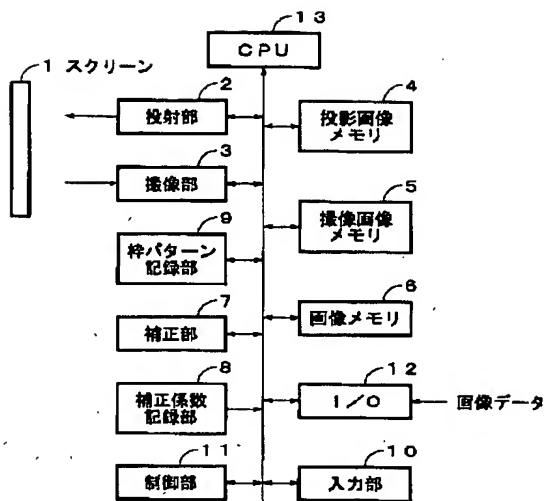 13
CPU
1 スクリーン
2
投射部
4
投影画像
メモリ
3
撮像部
5
撮像画像
メモリ
9
枠パターン
記録部
6
画像メモリ
7
補正部
8
補正係数
記録部
12
I/O
画像データ
11
制御部
10
入力部